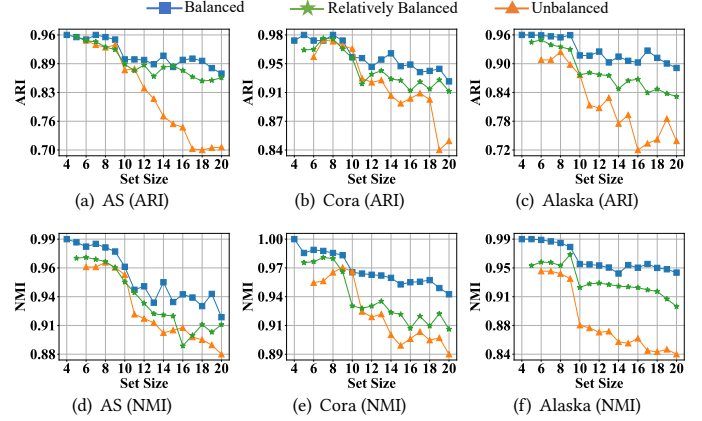 Balanced Relatively Balanced Unbalanced
0.96 0.89 0.83 0.76 0.70
ARI
4 6 8 10 12 14 16 18 20
Set Size
(a) AS (ARI)
0.98 0.95 0.91 0.87 0.84
ARI
4 6 8 10 12 14 16 18 20
Set Size
(b) Cora (ARI)
0.96 0.90 0.84 0.78 0.72
ARI
4 6 8 10 12 14 16 18 20
Set Size
(c) Alaska (ARI)
0.99 0.96 0.94 0.91 0.88
NMI
4 6 8 10 12 14 16 18 20
Set Size
(d) AS (NMI)
1.00 0.97 0.94 0.91 0.89
NMI
4 6 8 10 12 14 16 18 20
Set Size
(e) Cora (NMI)
0.99 0.95 0.91 0.88 0.84
NMI
4 6 8 10 12 14 16 18 20
Set Size
(f) Alaska (NMI)